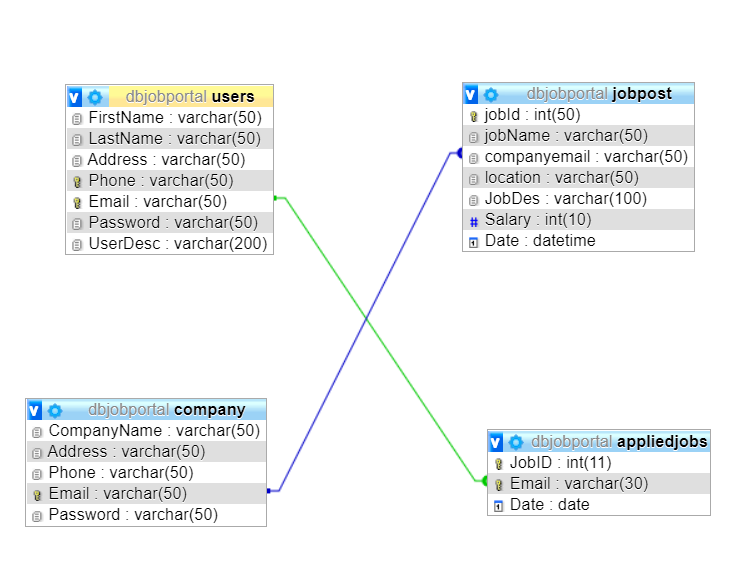 dbjobportal users
FirstName : varchar(50)
LastName : varchar(50)
Address : varchar(50)
Phone : varchar(50)
Email : varchar(50)
Password : varchar(50)
UserDesc : varchar(200)
dbjobportal jobpost
jobId : int(50)
jobName : varchar(50)
companyemail : varchar(50)
location : varchar(50)
JobDes : varchar(100)
# Salary : int(10)
Date : datetime
dbjobportal company
CompanyName : varchar(50)
Address : varchar(50)
Phone : varchar(50)
Email : varchar(50)
Password : varchar(50)
dbjobportal appliedjobs
JobID : int(11)
Email : varchar(30)
Date : date